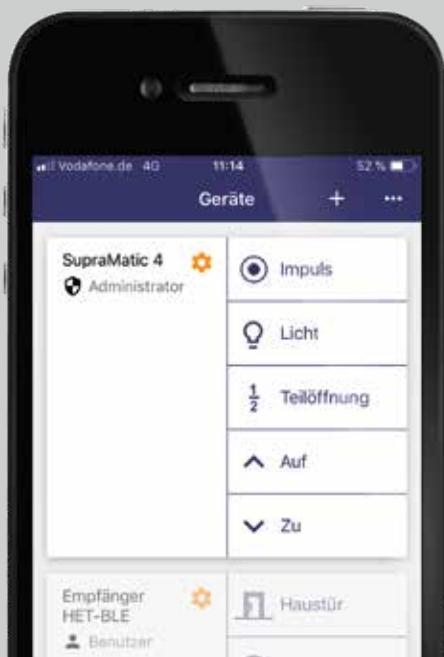 Vodafone.de 4G 11:14 52 %
Geräte + ...
SupraMatic 4
Administrator
Impuls
Licht
1/2 Teilöffnung
Auf
Zu
Empfänger
HET-BLE
Benutzer
Haustür